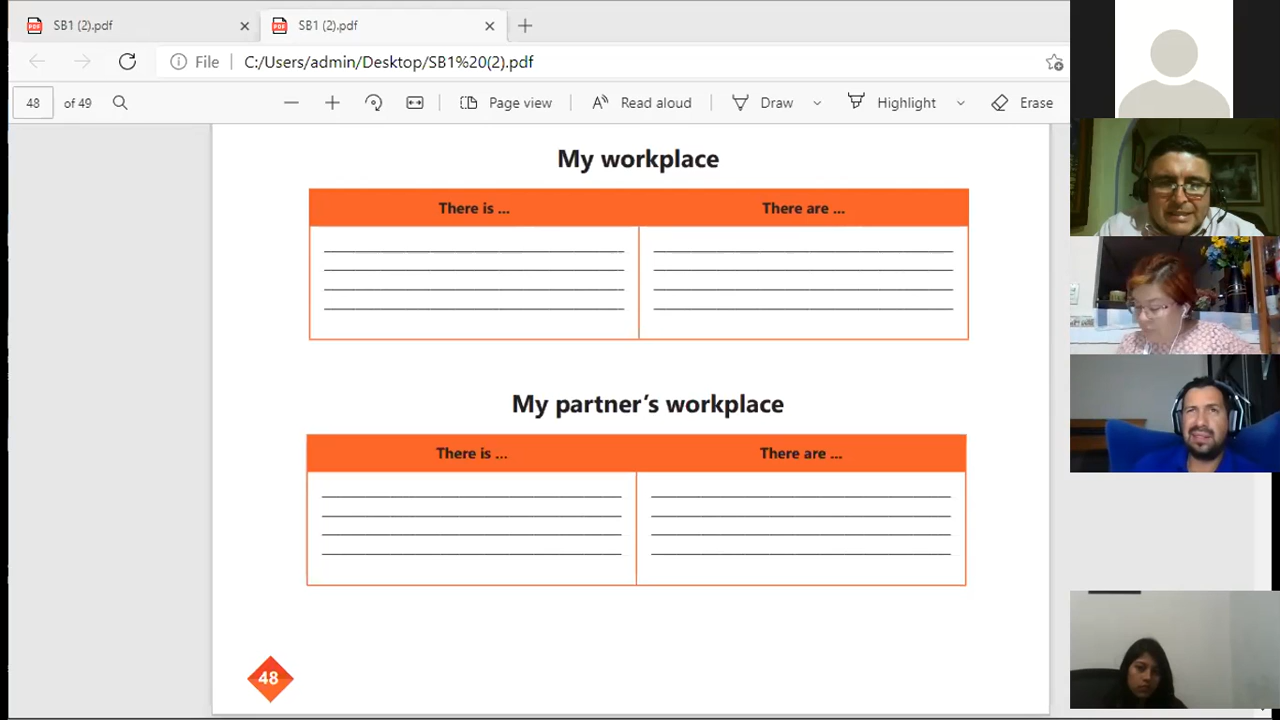 SB1 (2).pdf
SB1 (2).pdf
File
C:/Users/admin/Desktop/SB1%20(2).pdf
48 of 49
Page view
Read aloud
Draw
Highlight
Erase
My workplace
There is ... There are ...
My partner's workplace
There is ... There are ...
48